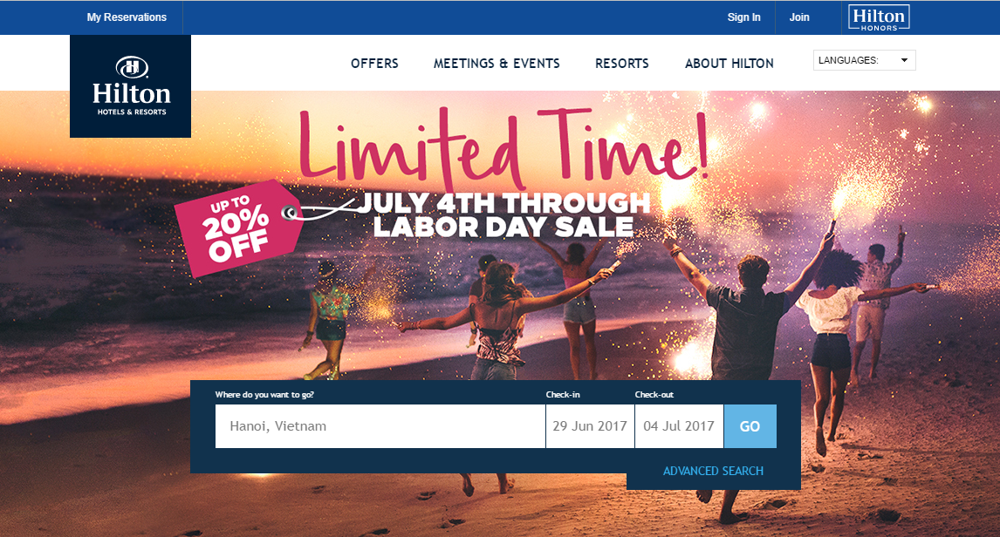 My Reservations
Sign In
Join
Hilton
HONORS
Hilton
HOTELS & RESORTS
OFFERS
MEETINGS & EVENTS
RESORTS
ABOUT HILTON
LANGUAGES:
Limited Time!
JULY 4TH THROUGH
LABOR DAY SALE
UP TO
20%
OFF
Where do you want to go?
Check-in
Check-out
Hanoi, Vietnam
29 Jun 2017
04 Jul 2017
GO
ADVANCED SEARCH